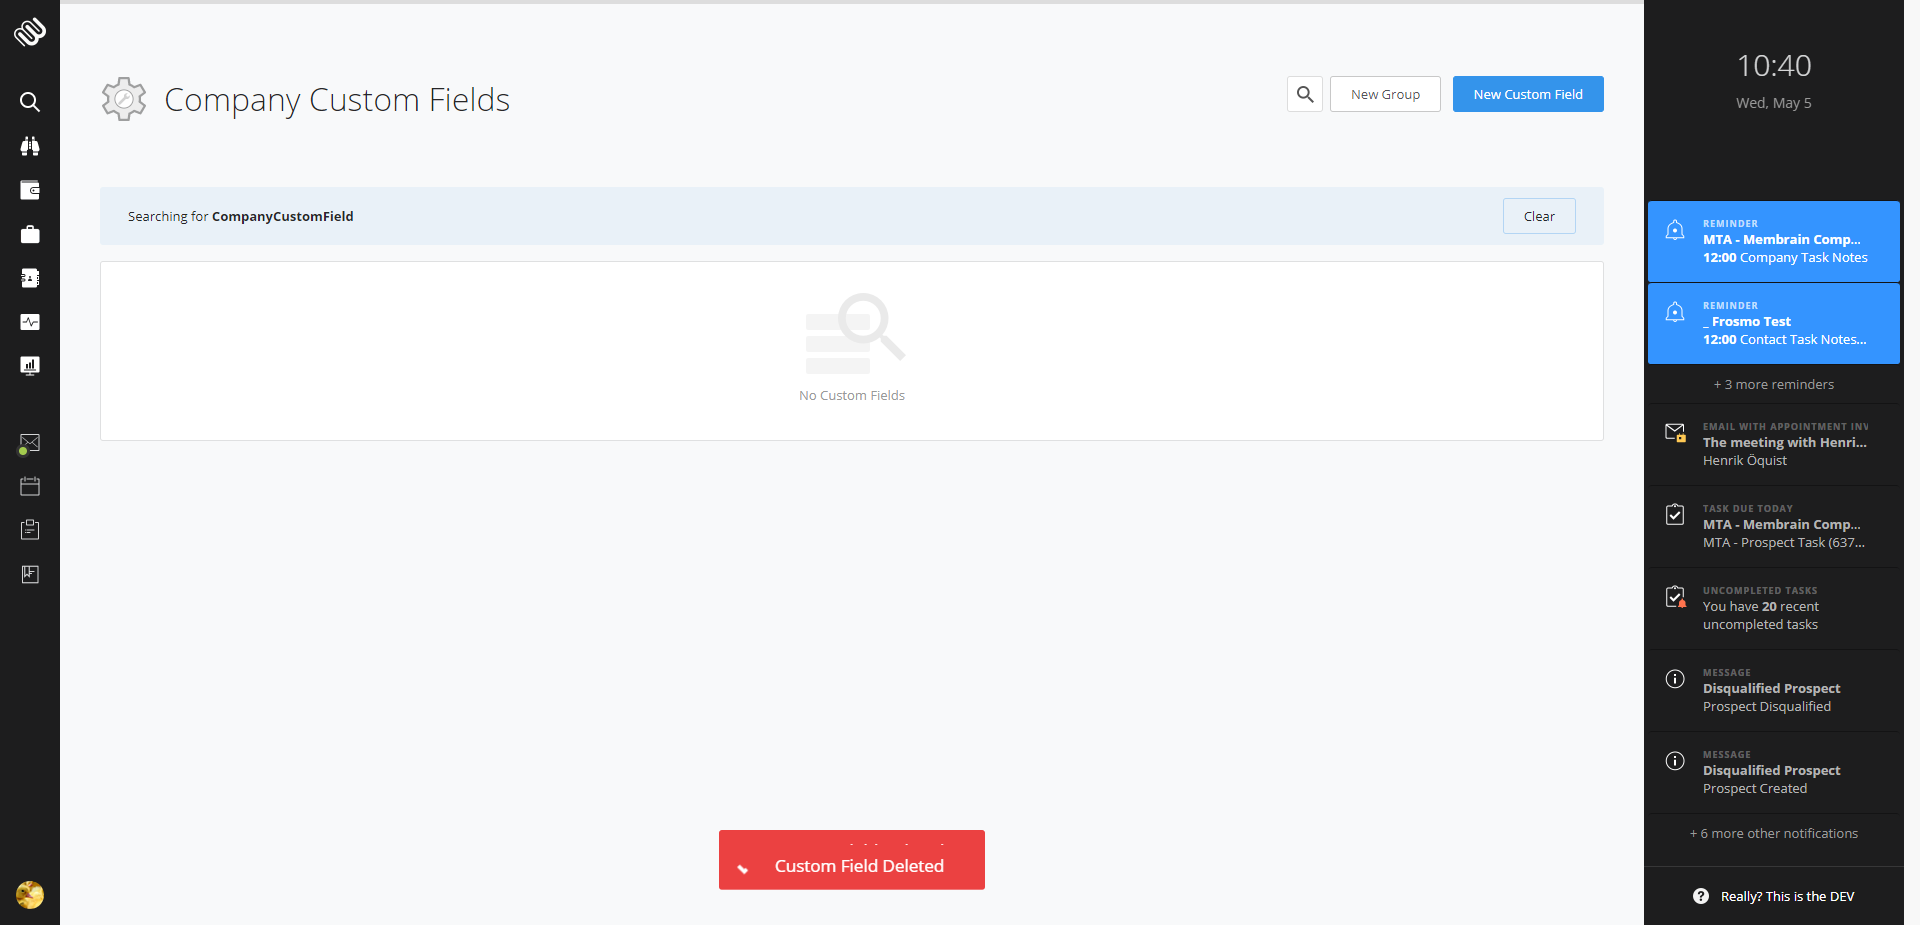 Company Custom Fields
New Group
New Custom Field
Searching for CompanyCustomField
Clear
No Custom Fields
Custom Field Deleted
10:40
Wed, May 5
REMINDER
MTA - Membrain Comp...
12:00 Company Task Notes
REMINDER
_ Frosmo Test
12:00 Contact Task Notes...
+ 3 more reminders
EMAIL WITH APPOINTMENT INV
The meeting with Henri...
Henrik Öquist
TASK DUE TODAY
MTA - Membrain Comp...
MTA - Prospect Task (637...
UNCOMPLETED TASKS
You have 20 recent
uncompleted tasks
MESSAGE
Disqualified Prospect
Prospect Disqualified
MESSAGE
Disqualified Prospect
Prospect Created
+ 6 more other notifications
Really? This is the DEV